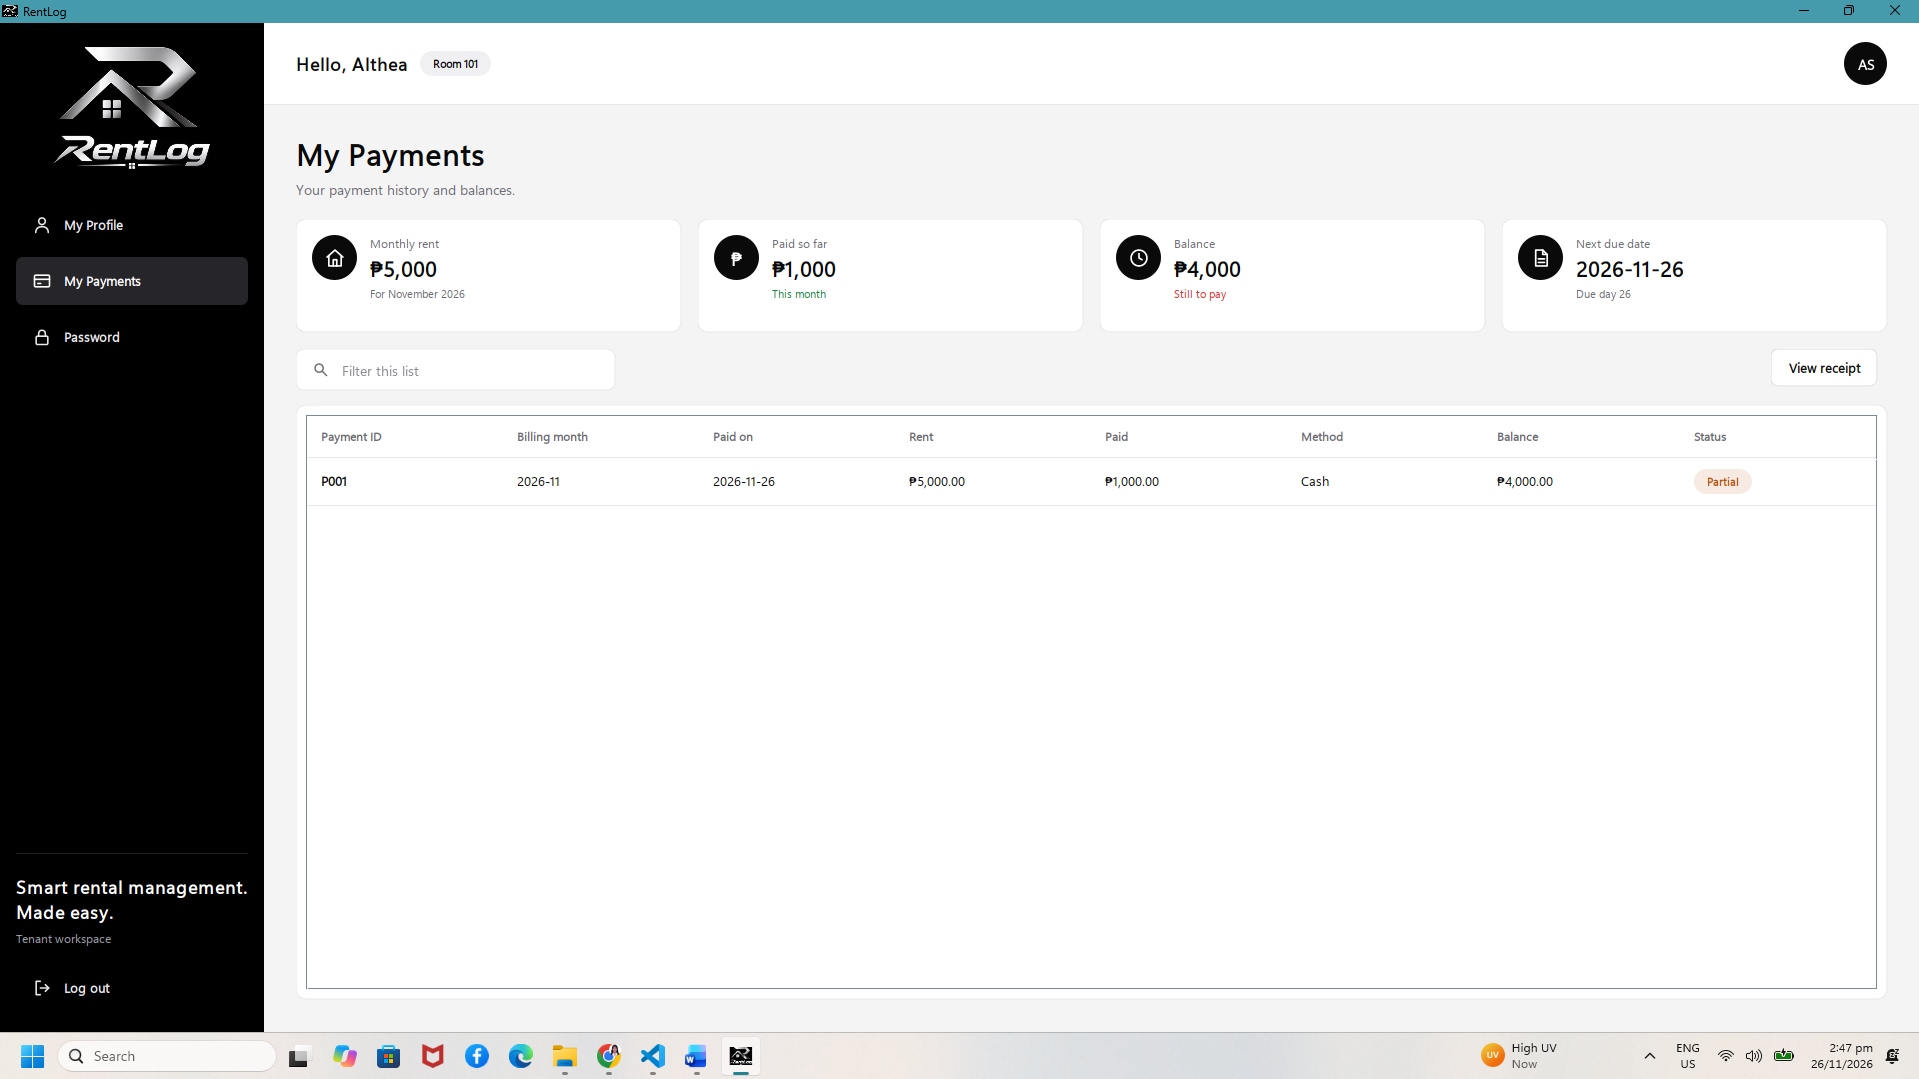 RentLog
RentLog
My Profile
My Payments
Password
Smart rental management.
Made easy.
Tenant workspace
Log out
Hello, Althea
Room 101
AS
My Payments
Your payment history and balances.
Monthly rent
₱5,000
For November 2026
₱
Paid so far
₱1,000
This month
Balance
₱4,000
Still to pay
Next due date
2026-11-26
Due day 26
Filter this list
View receipt
Payment ID Billing month Paid on Rent Paid Method Balance Status
P001 2026-11 2026-11-26 ₱5,000.00 ₱1,000.00 Cash ₱4,000.00 Partial
Search
UV
High UV
Now
ENG
US
2:47 pm
26/11/2026